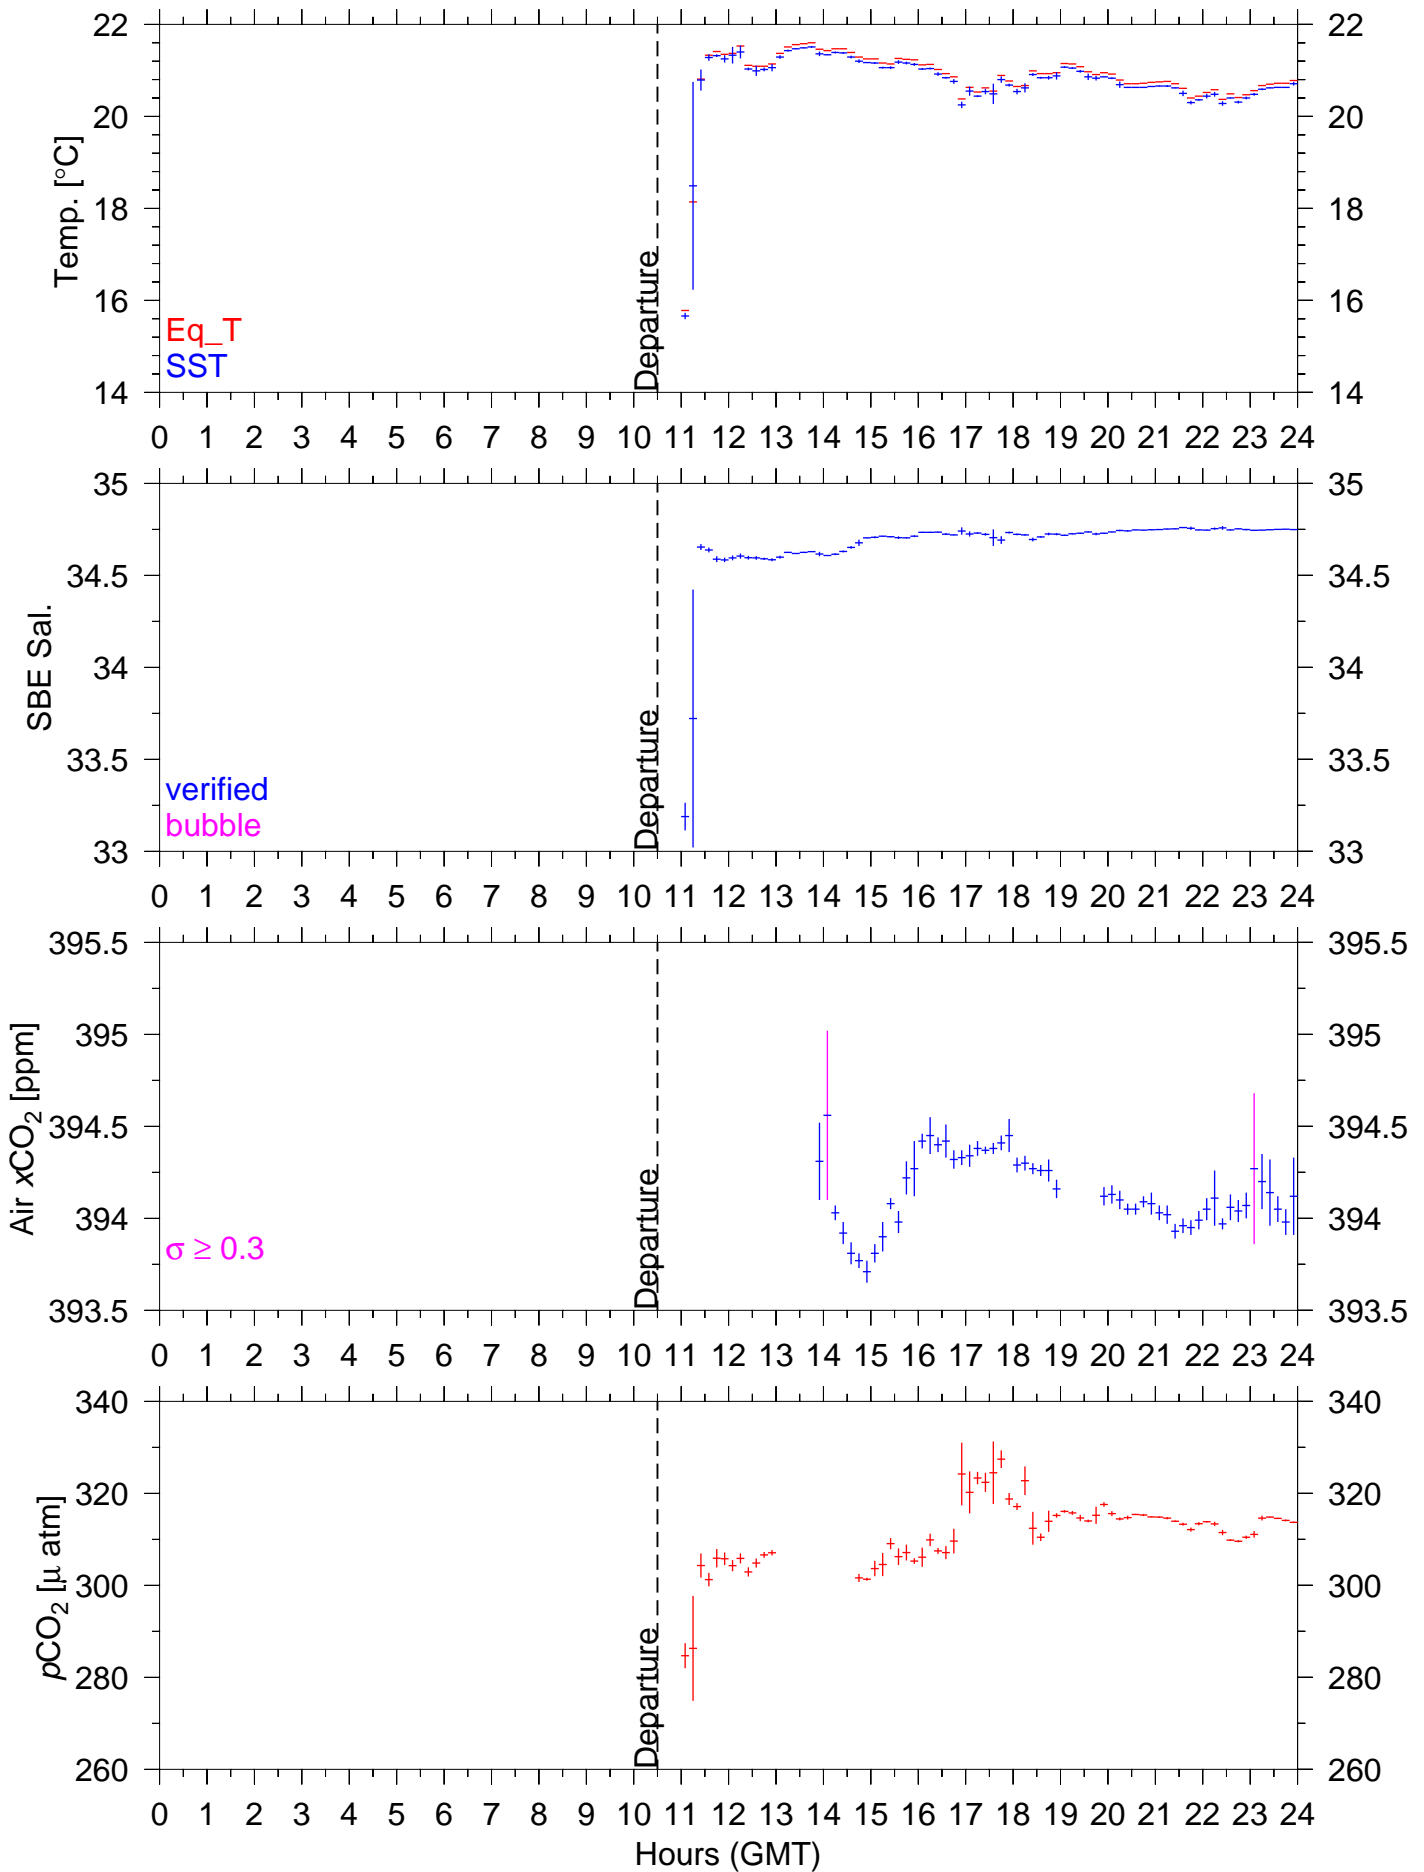 22 22
20 20
18 18
16 16
14 14
Temp. [°C]
Eq_T
SST
Departure
0 1 2 3 4 5 6 7 8 9 10 11 12 13 14 15 16 17 18 19 20 21 22 23 24
35 35
34.5 34.5
34 34
33.5 33.5
33 33
SBE Sal.
verified
bubble
Departure
0 1 2 3 4 5 6 7 8 9 10 11 12 13 14 15 16 17 18 19 20 21 22 23 24
395.5 395.5
395 395
394.5 394.5
394 394
393.5 393.5
Air xCO₂ [ppm]
σ ≥ 0.3
Departure
0 1 2 3 4 5 6 7 8 9 10 11 12 13 14 15 16 17 18 19 20 21 22 23 24
340 340
320 320
300 300
280 280
260 260
pCO₂ [μ atm]
Departure
0 1 2 3 4 5 6 7 8 9 10 11 12 13 14 15 16 17 18 19 20 21 22 23 24
Hours (GMT)